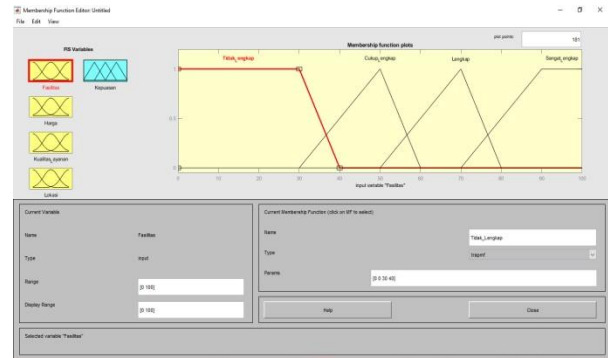 Membership Function Editor: Untitled
File Edit View
FIS Variables
Membership function plots
plot points:
181
Fasilitas
Kepuasan
Harga
Kualitas_layanan
Lokasi
Tidak_lengkap
Cukup_lengkap
Lengkap
Sangat_lengkap
1
0.5
0
0 10 20 30 40 50 60 70 80 90 100
input variable "Fasilitas"
Current Variable
Name Fasilitas
Type input
Range [0 100]
Display Range [0 100]
Current Membership Function (click on MF to select)
Name Tidak_Lengkap
Type trapmf
Params [0 0 30 40]
Help Close
Selected variable "Fasilitas"